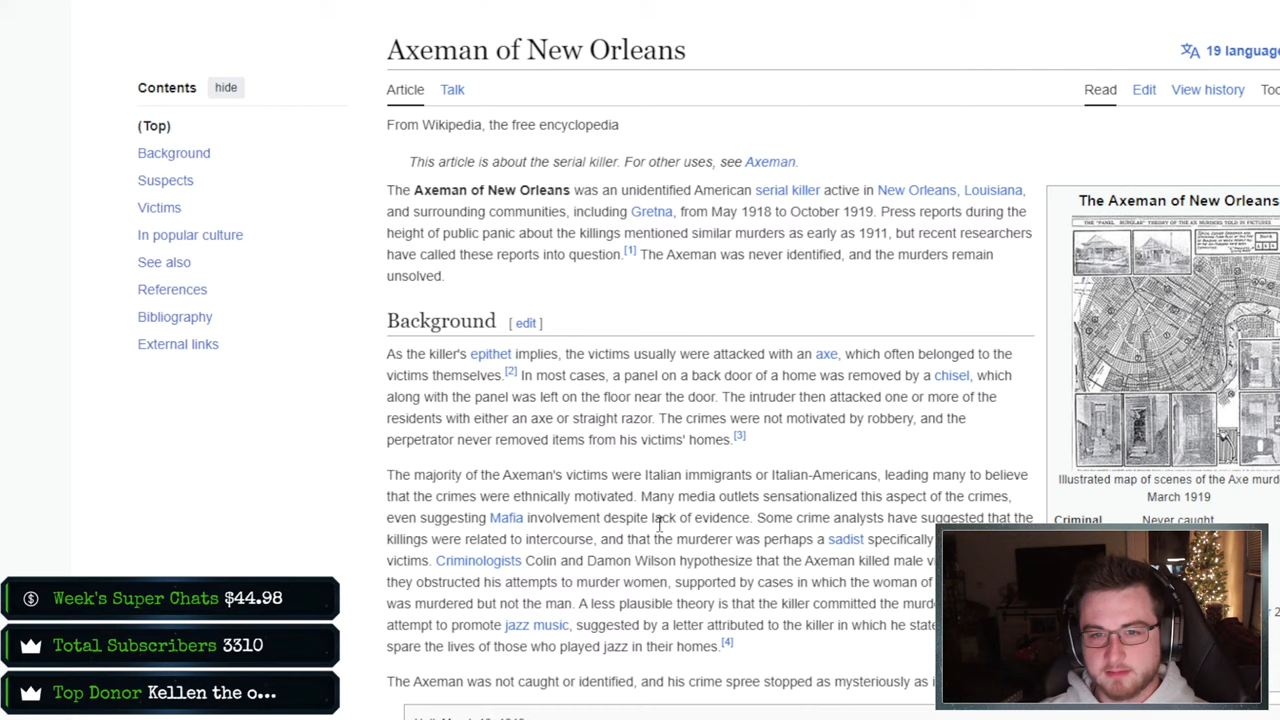 Axeman of New Orleans
19 language
Contents hide
Article Talk
Read Edit View history Too
(Top)
Background
Suspects
Victims
In popular culture
See also
References
Bibliography
External links
From Wikipedia, the free encyclopedia
This article is about the serial killer. For other uses, see Axeman.
The Axeman of New Orleans was an unidentified American serial killer active in New Orleans, Louisiana,
and surrounding communities, including Gretna, from May 1918 to October 1919. Press reports during the
height of public panic about the killings mentioned similar murders as early as 1911, but recent researchers
have called these reports into question.[1] The Axeman was never identified, and the murders remain
unsolved.
Background [ edit ]
As the killer's epithet implies, the victims usually were attacked with an axe, which often belonged to the
victims themselves.[2] In most cases, a panel on a back door of a home was removed by a chisel, which
along with the panel was left on the floor near the door. The intruder then attacked one or more of the
residents with either an axe or straight razor. The crimes were not motivated by robbery, and the
perpetrator never removed items from his victims' homes.[3]
The majority of the Axeman's victims were Italian immigrants or Italian-Americans, leading many to believe
that the crimes were ethnically motivated. Many media outlets sensationalized this aspect of the crimes,
even suggesting Mafia involvement despite lack of evidence. Some crime analysts have suggested that the
killings were related to intercourse, and that the murderer was perhaps a sadist specifically
victims. Criminologists Colin and Damon Wilson hypothesize that the Axeman killed male v
they obstructed his attempts to murder women, supported by cases in which the woman of
was murdered but not the man. A less plausible theory is that the killer committed the murd
attempt to promote jazz music, suggested by a letter attributed to the killer in which he state
spare the lives of those who played jazz in their homes.[4]
The Axeman was not caught or identified, and his crime spree stopped as mysteriously as i
The Axeman of New Orleans
THE "PANEL BURGLAR" THEORY OF THE AX MURDERS TOLD IN PICTURES
Illustrated map of scenes of the Axe murd
March 1919
Criminal Never caught
Week's Super Chats $44.98
Total Subscribers 3310
Top Donor Kellen the o...